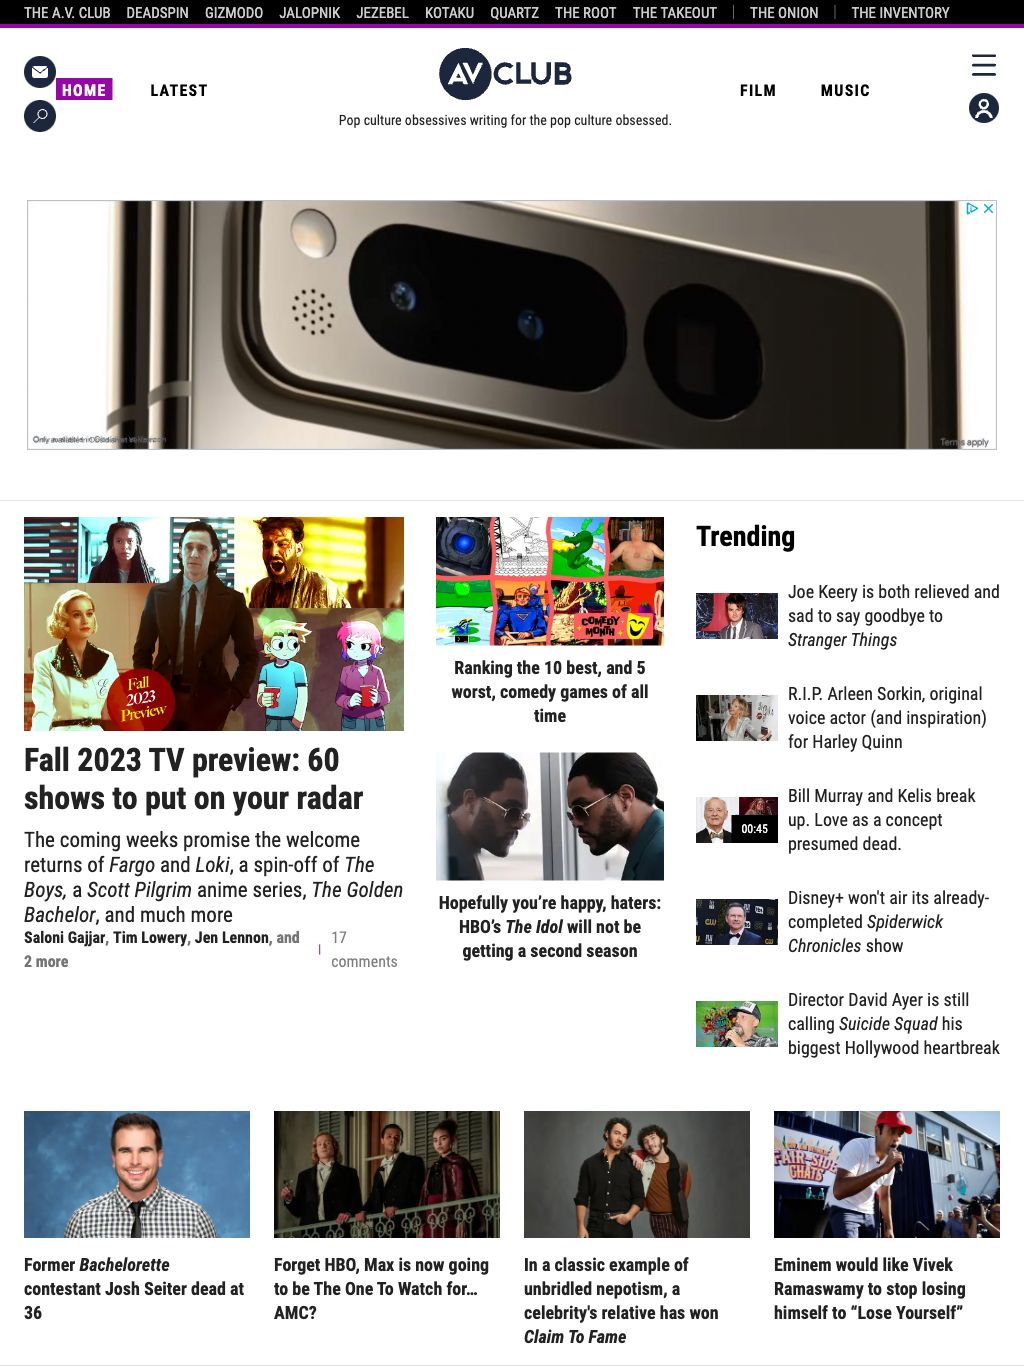 THE A.V. CLUB DEADSPIN GIZMODO JALOPNIK JEZEBEL KOTAKU QUARTZ THE ROOT THE TAKEOUT THE ONION THE INVENTORY
HOME LATEST AV CLUB FILM MUSIC
Pop culture obsessives writing for the pop culture obsessed.
Terms apply
Fall
2023
Preview
Fall 2023 TV preview: 60
shows to put on your radar
The coming weeks promise the welcome
returns of Fargo and Loki, a spin-off of The
Boys, a Scott Pilgrim anime series, The Golden
Bachelor, and much more
Saloni Gajjar, Tim Lowery, Jen Lennon, and
2 more
17
comments
COMEDY
MONTH
Ranking the 10 best, and 5
worst, comedy games of all
time
Hopefully you’re happy, haters:
HBO’s The Idol will not be
getting a second season
Trending
Joe Keery is both relieved and
sad to say goodbye to
Stranger Things
R.I.P. Arleen Sorkin, original
voice actor (and inspiration)
for Harley Quinn
00:45
Bill Murray and Kelis break
up. Love as a concept
presumed dead.
Disney+ won't air its already-
completed Spiderwick
Chronicles show
Director David Ayer is still
calling Suicide Squad his
biggest Hollywood heartbreak
Former Bachelorette
contestant Josh Seiter dead at
36
Forget HBO, Max is now going
to be The One To Watch for…
AMC?
In a classic example of
unbridled nepotism, a
celebrity's relative has won
Claim To Fame
FAIR-SIDE
CHATS
Eminem would like Vivek
Ramaswamy to stop losing
himself to “Lose Yourself”